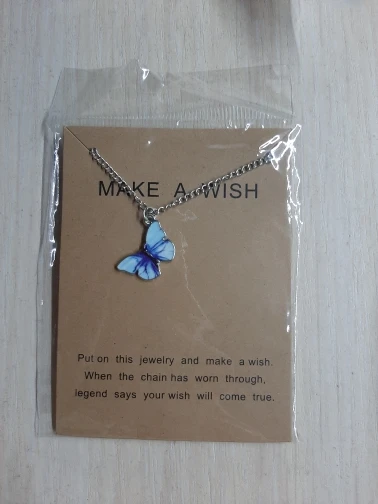 MAKE A WISH
Put on this jewelry and make a wish.
When the chain has worn through,
legend says your wish will come true.